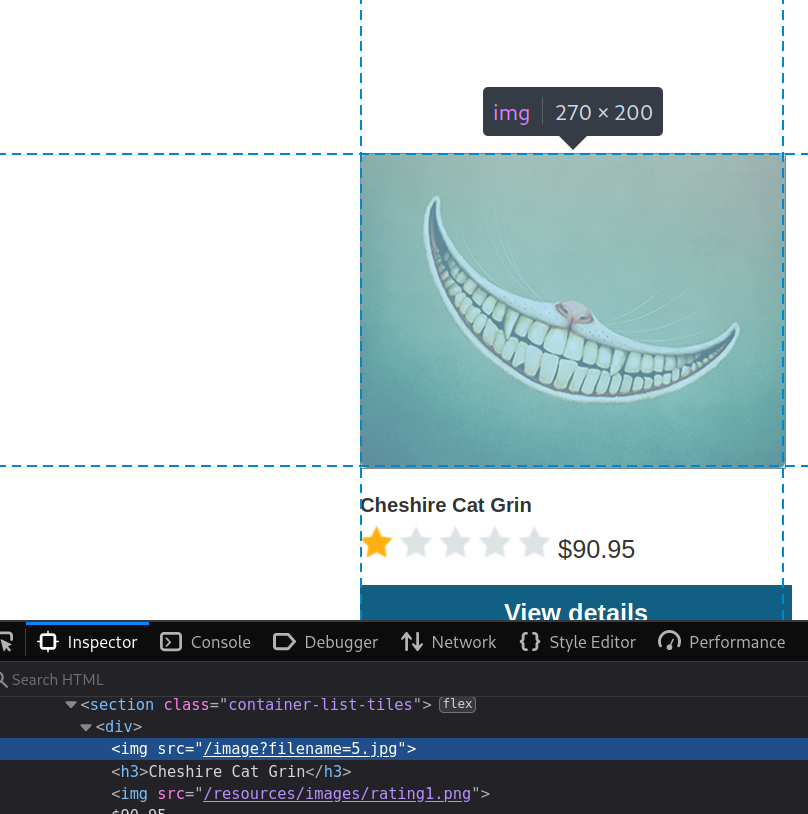 img 270 × 200
Cheshire Cat Grin
$90.95
View details
Inspector Console Debugger Network Style Editor Performance
Search HTML
<section class="container-list-tiles"> flex
<div>
<img src="/image?filename=5.jpg">
<h3>Cheshire Cat Grin</h3>
<img src="/resources/images/rating1.png">
$90.95